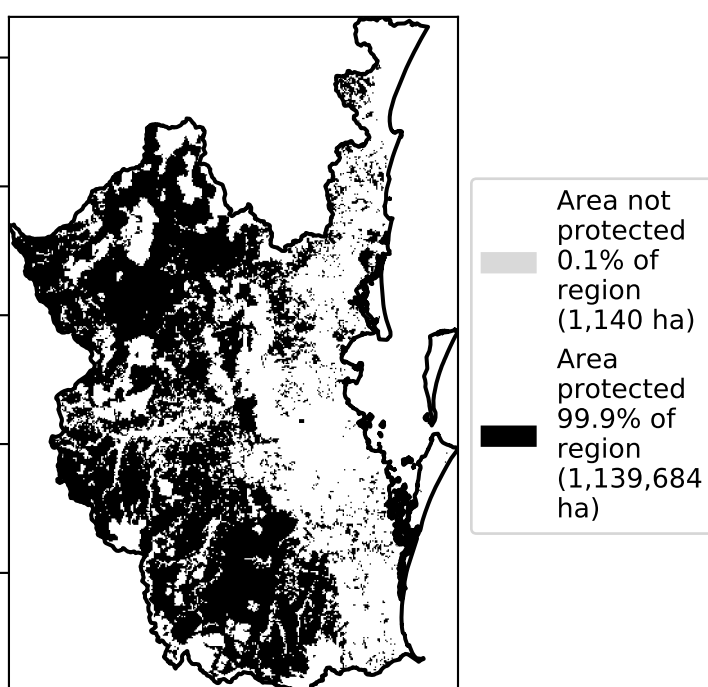 Area not
protected
0.1% of
region
(1,140 ha)
Area
protected
99.9% of
region
(1,139,684
ha)